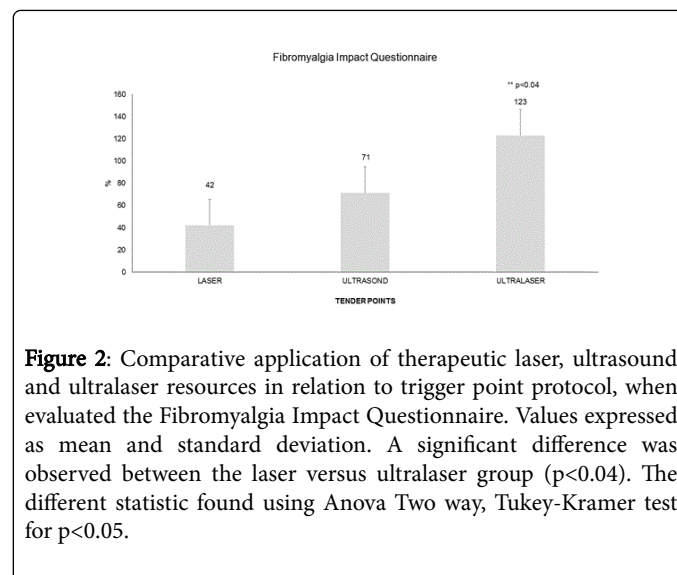 Fibromyalgia Impact Questionnaire
** p<0.04
160
140
120
100
80
60
40
20
0
%
42
71
123
LASER ULTRASOND ULTRALASER
TENDER POINTS
Figure 2: Comparative application of therapeutic laser, ultrasound
and ultralaser resources in relation to trigger point protocol, when
evaluated the Fibromyalgia Impact Questionnaire. Values expressed
as mean and standard deviation. A significant difference was
observed between the laser versus ultralaser group (p<0.04). The
different statistic found using Anova Two way, Tukey-Kramer test
for p<0.05.